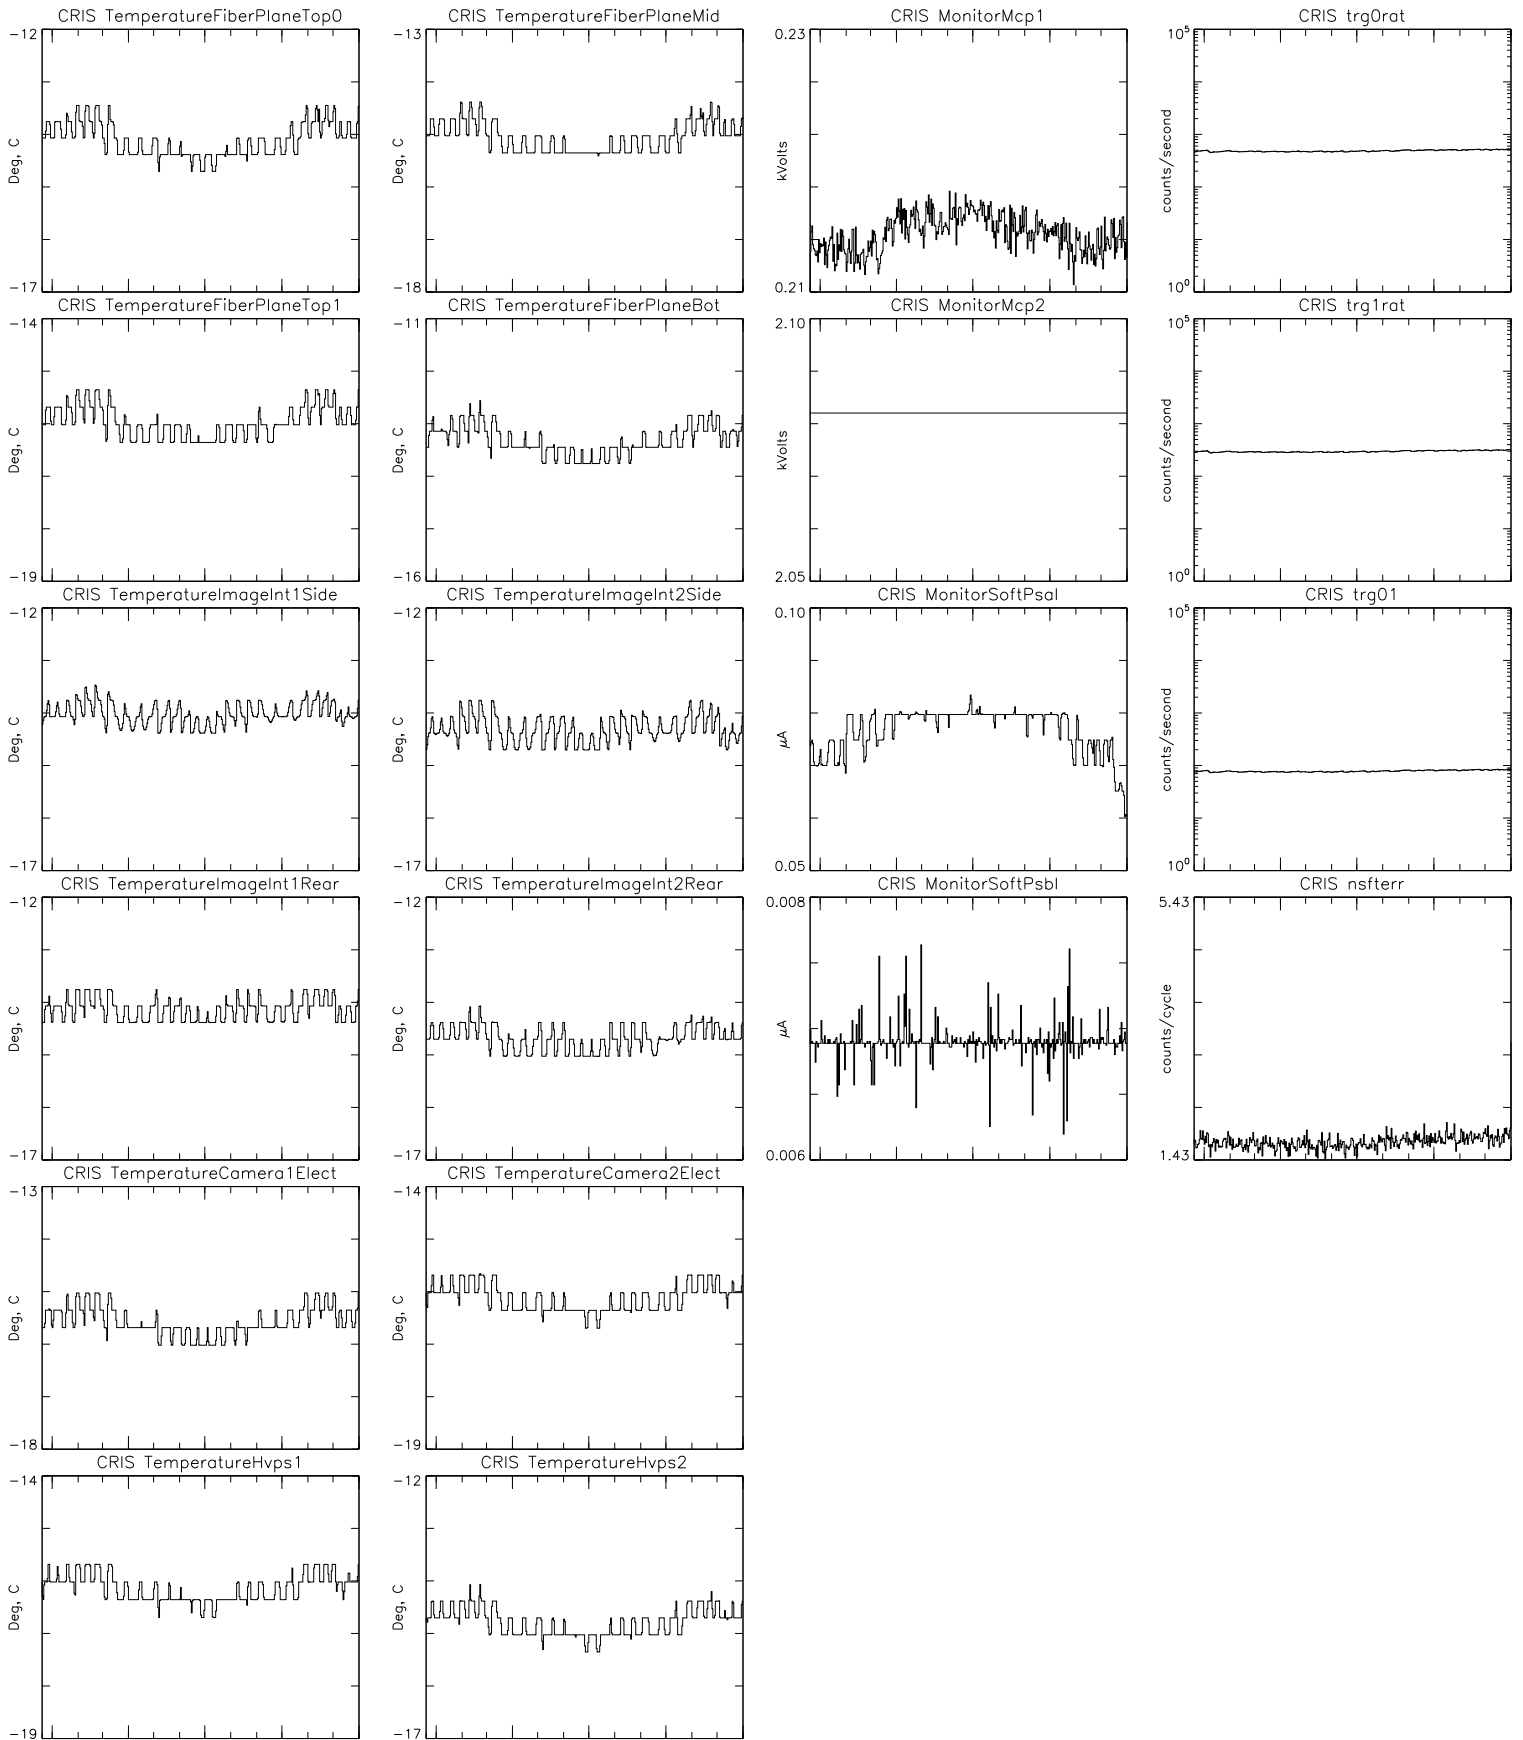 CRIS TemperatureFiberPlaneTop0
-12
Deg, C
-17
CRIS TemperatureFiberPlaneMid
-13
Deg, C
-18
CRIS MonitorMcp1
0.23
kVolts
0.21
CRIS trg0rat
10^5
counts/second
10^0
CRIS TemperatureFiberPlaneTop1
-14
Deg, C
-19
CRIS TemperatureFiberPlaneBot
-11
Deg, C
-16
CRIS MonitorMcp2
2.10
kVolts
2.05
CRIS trg1rat
10^5
counts/second
10^0
CRIS TemperatureImageInt1Side
-12
Deg, C
-17
CRIS TemperatureImageInt2Side
-12
Deg, C
-17
CRIS MonitorSoftPsaI
0.10
μA
0.05
CRIS trg01
10^5
counts/second
10^0
CRIS TemperatureImageInt1Rear
-12
Deg, C
-17
CRIS TemperatureImageInt2Rear
-12
Deg, C
-17
CRIS MonitorSoftPsbI
0.008
μA
0.006
CRIS nsfterr
5.43
counts/cycle
1.43
CRIS TemperatureCamera1Elect
-13
Deg, C
-18
CRIS TemperatureCamera2Elect
-14
Deg, C
-19
CRIS TemperatureHvps1
-14
Deg, C
-19
CRIS TemperatureHvps2
-12
Deg, C
-17